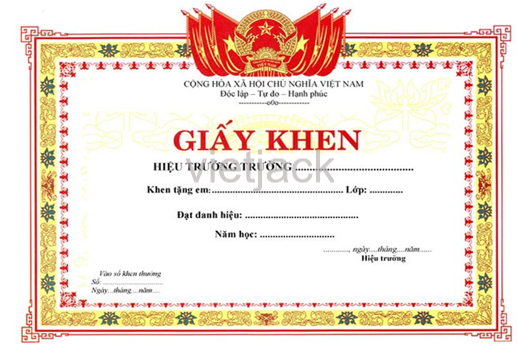 CỘNG HÒA XÃ HỘI CHỦ NGHĨA VIỆT NAM
Độc lập – Tự do – Hạnh phúc
-----------o0o-----------
GIẤY KHEN
HIỆU TRƯỞNG TRƯỜNG ........................................
vietjack
Khen tặng em:............................................... Lớp: ............
Đạt danh hiệu: ........................................
Năm học: ...........................
............, ngày....tháng....năm......
Hiệu trưởng
Vào sổ khen thưởng
Số: ........................
Ngày...tháng....năm....